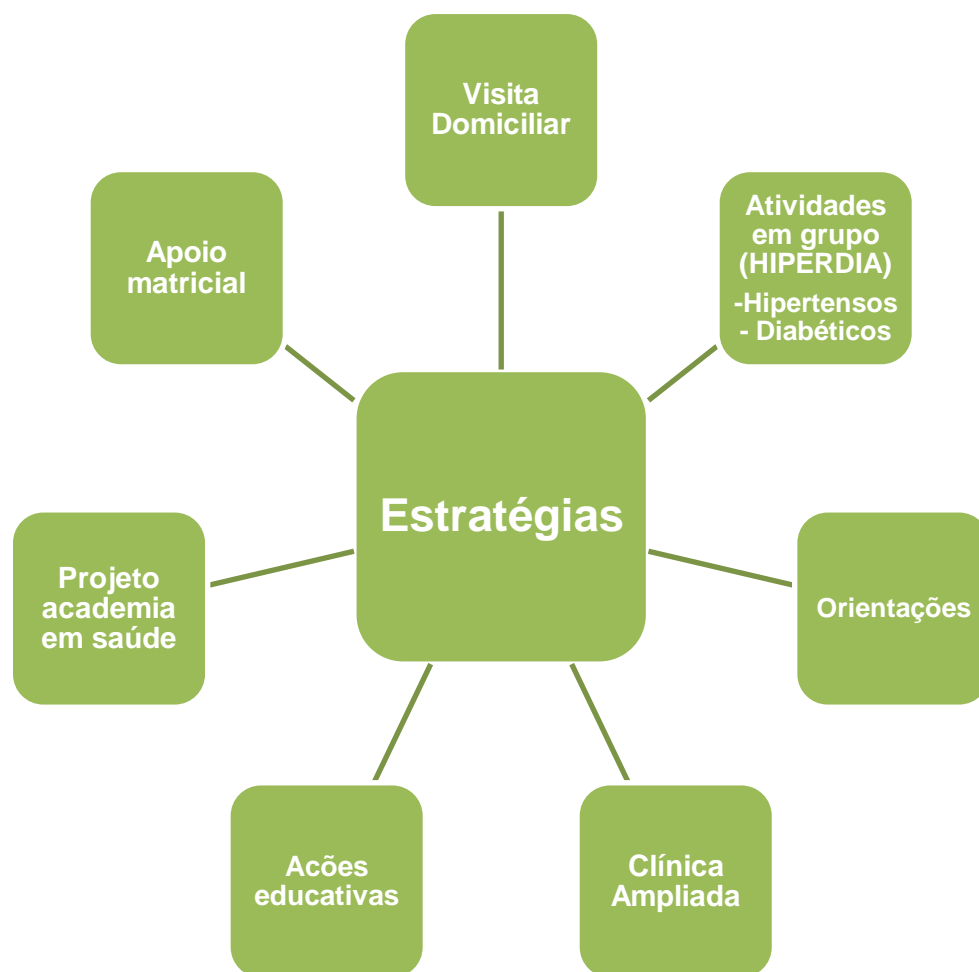 Visita
Domiciliar
Atividades
em grupo
(HIPERDIA)
-Hipertensos
- Diabéticos
Apoio
matricial
Estratégias
Projeto
academia
em saúde
Orientações
Acões
educativas
Clínica
Ampliada